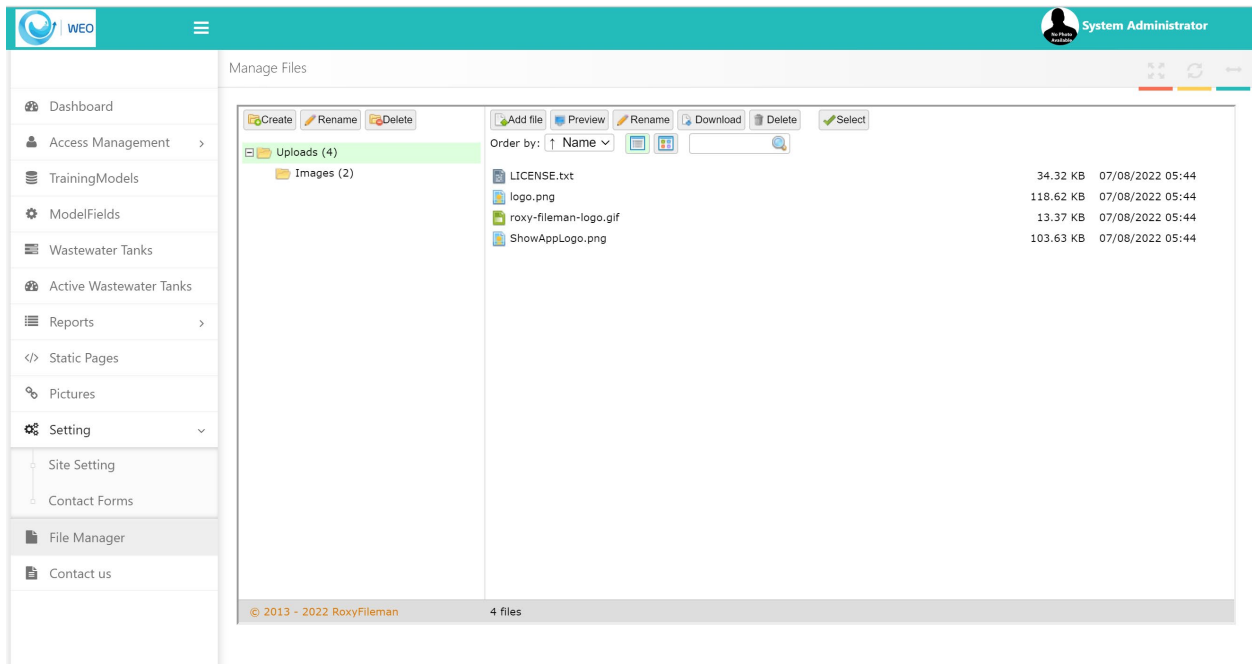 WEO
System Administrator
No Photo
Available
Manage Files
Dashboard
Access Management
TrainingModels
ModelFields
Wastewater Tanks
Active Wastewater Tanks
Reports
Static Pages
Pictures
Setting
Site Setting
Contact Forms
File Manager
Contact us
Create Rename Delete
Uploads (4)
Images (2)
Add file Preview Rename Download Delete Select
Order by: ↑ Name
LICENSE.txt 34.32 KB 07/08/2022 05:44
logo.png 118.62 KB 07/08/2022 05:44
roxy-fileman-logo.gif 13.37 KB 07/08/2022 05:44
ShowAppLogo.png 103.63 KB 07/08/2022 05:44
© 2013 - 2022 RoxyFileman
4 files